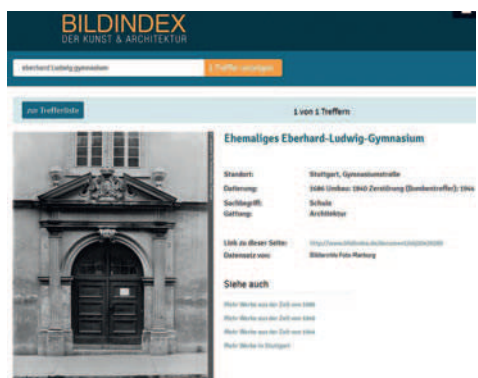 BILDINDEX
DER KUNST & ARCHITEKTUR
eberhard Ludwig gymnasium
1 Treffer anzeigen
zur Trefferliste
1 von 1 Treffern
Ehemaliges Eberhard-Ludwig-Gymnasium
Standort: Stuttgart, Gymnasiumstraße
Datierung: 1686 Umbau: 1840 Zerstörung (Bombentreffer): 1944
Sachbegriff: Schule
Gattung: Architektur
Link zu dieser Seite:
Datensatz von: Bildarchiv Foto Marburg
Siehe auch
Mehr Werke aus der Zeit von
Mehr Werke aus der Zeit von
Mehr Werke aus der Zeit von 1944
Mehr Werke in Stuttgart